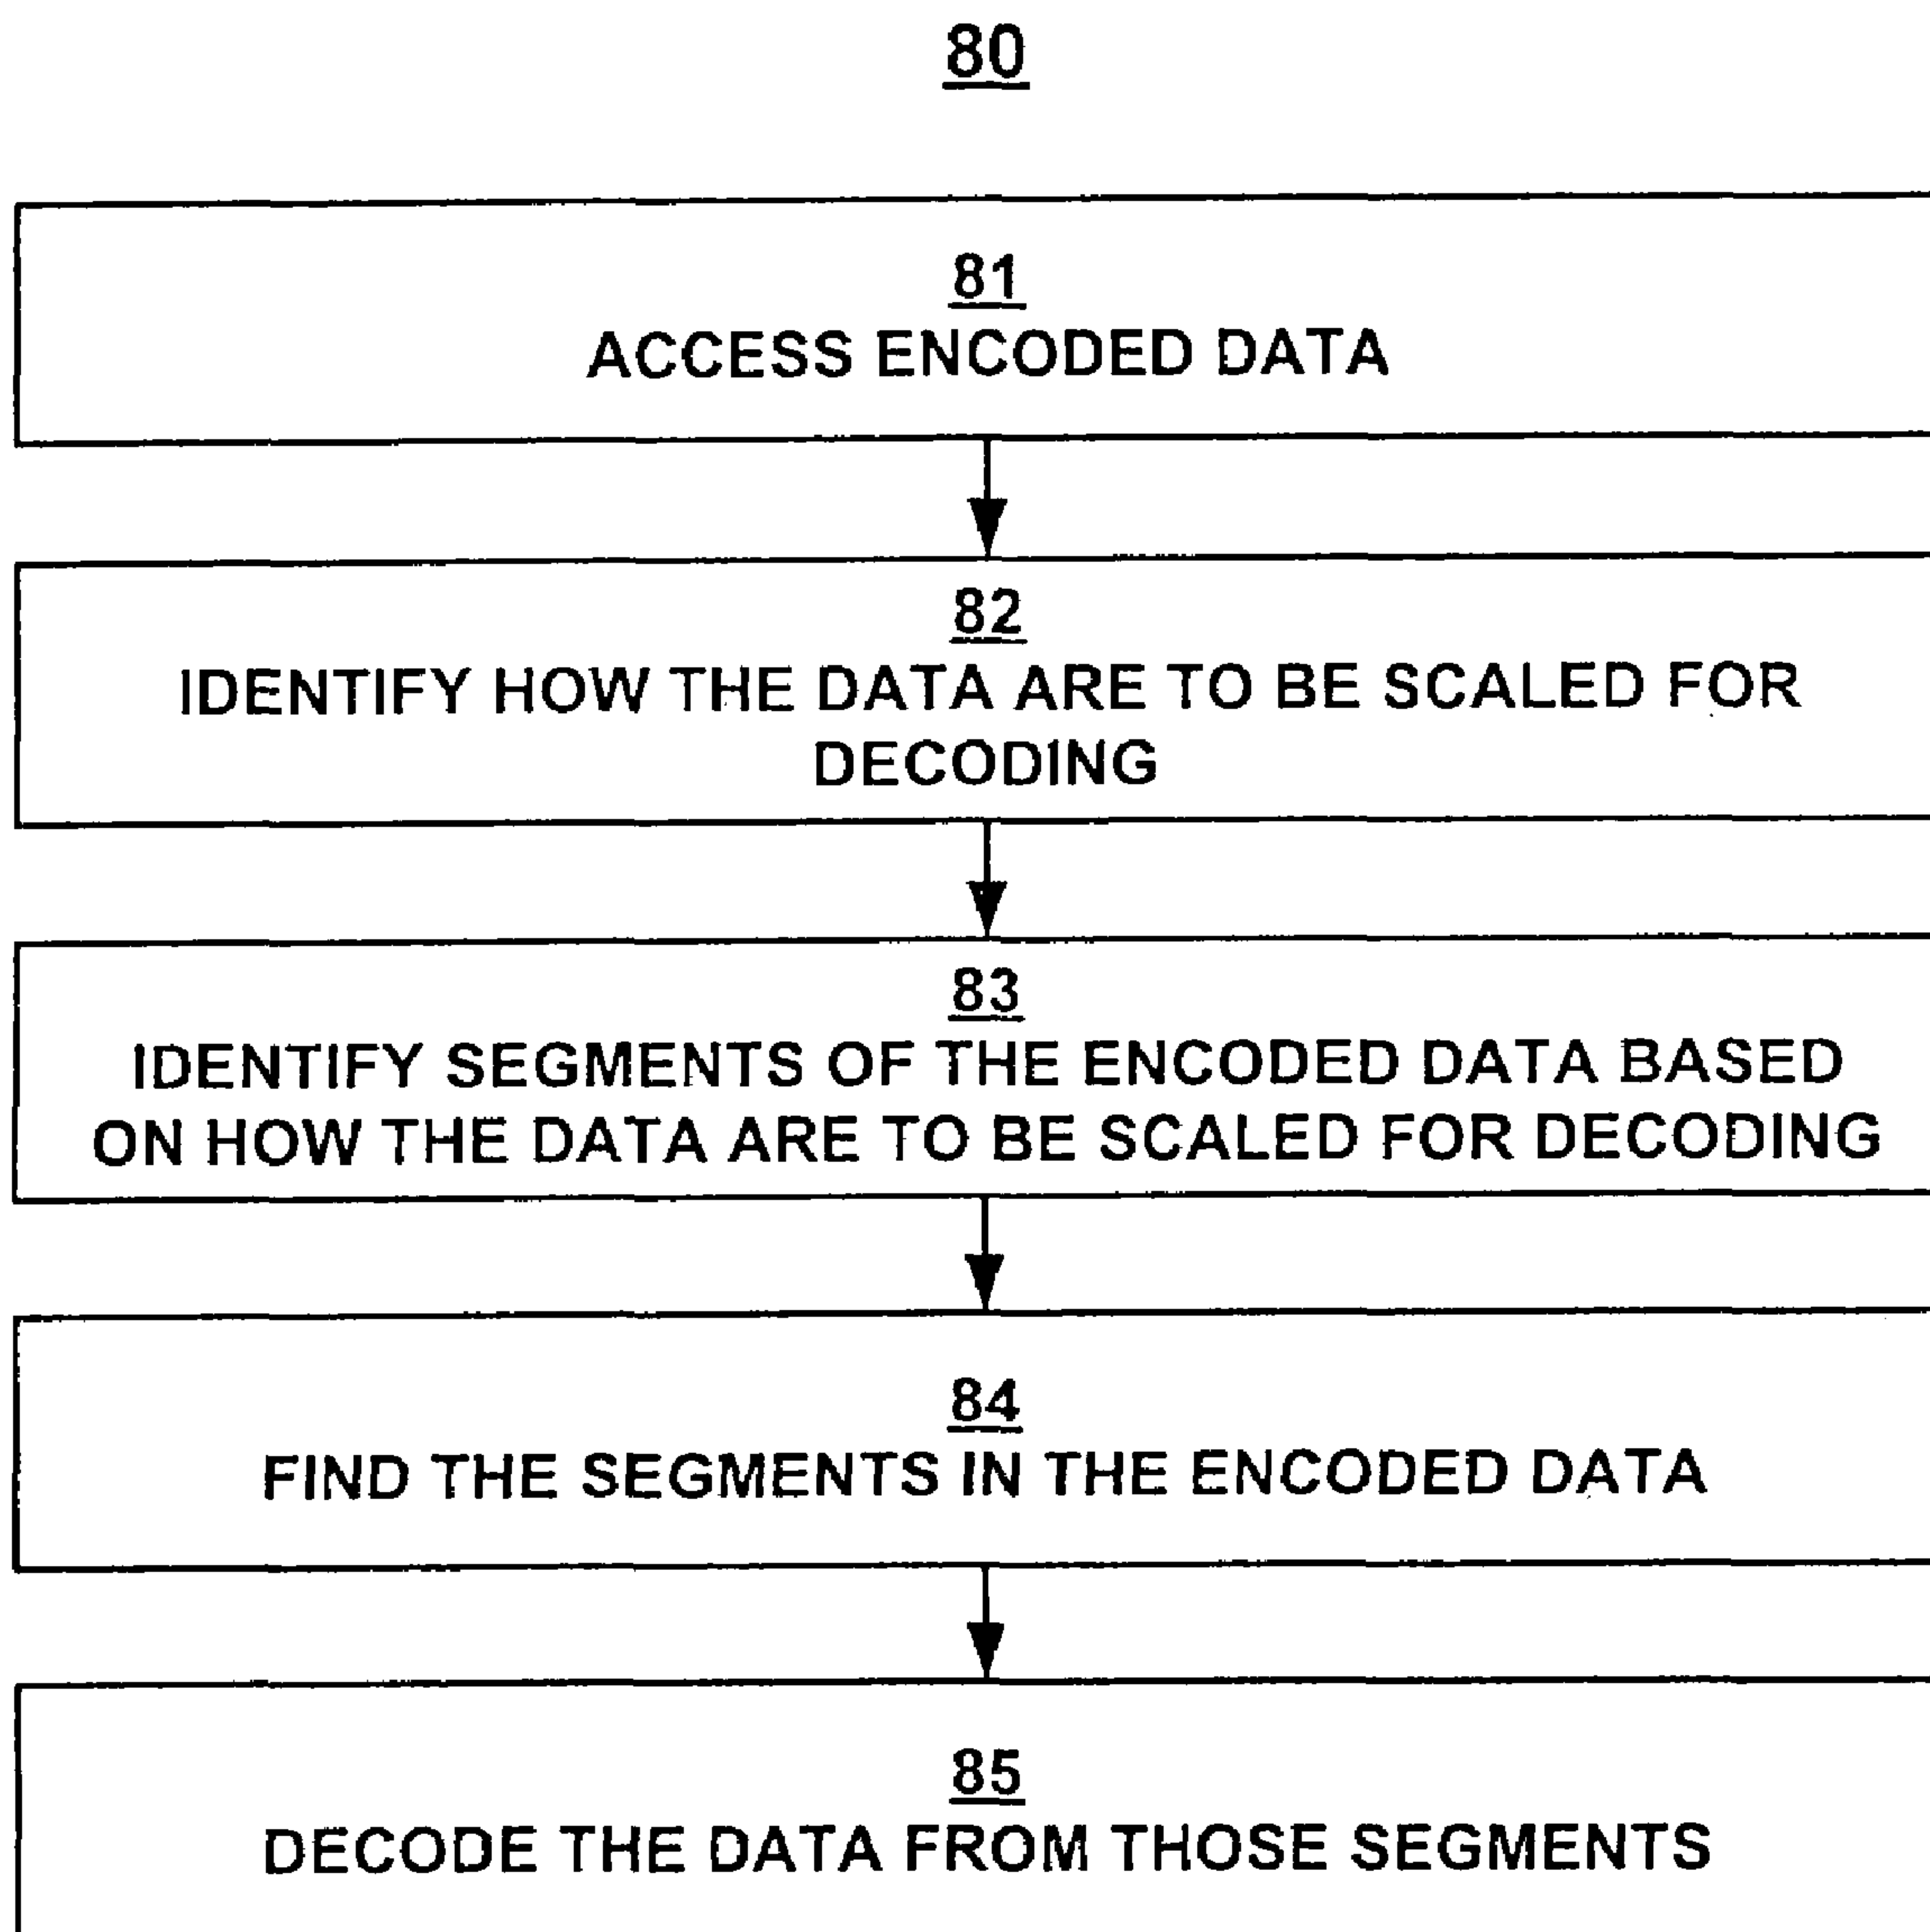 80
81
ACCESS ENCODED DATA
82
IDENTIFY HOW THE DATA ARE TO BE SCALED FOR
DECODING
83
IDENTIFY SEGMENTS OF THE ENCODED DATA BASED
ON HOW THE DATA ARE TO BE SCALED FOR DECODING
84
FIND THE SEGMENTS IN THE ENCODED DATA
85
DECODE THE DATA FROM THOSE SEGMENTS